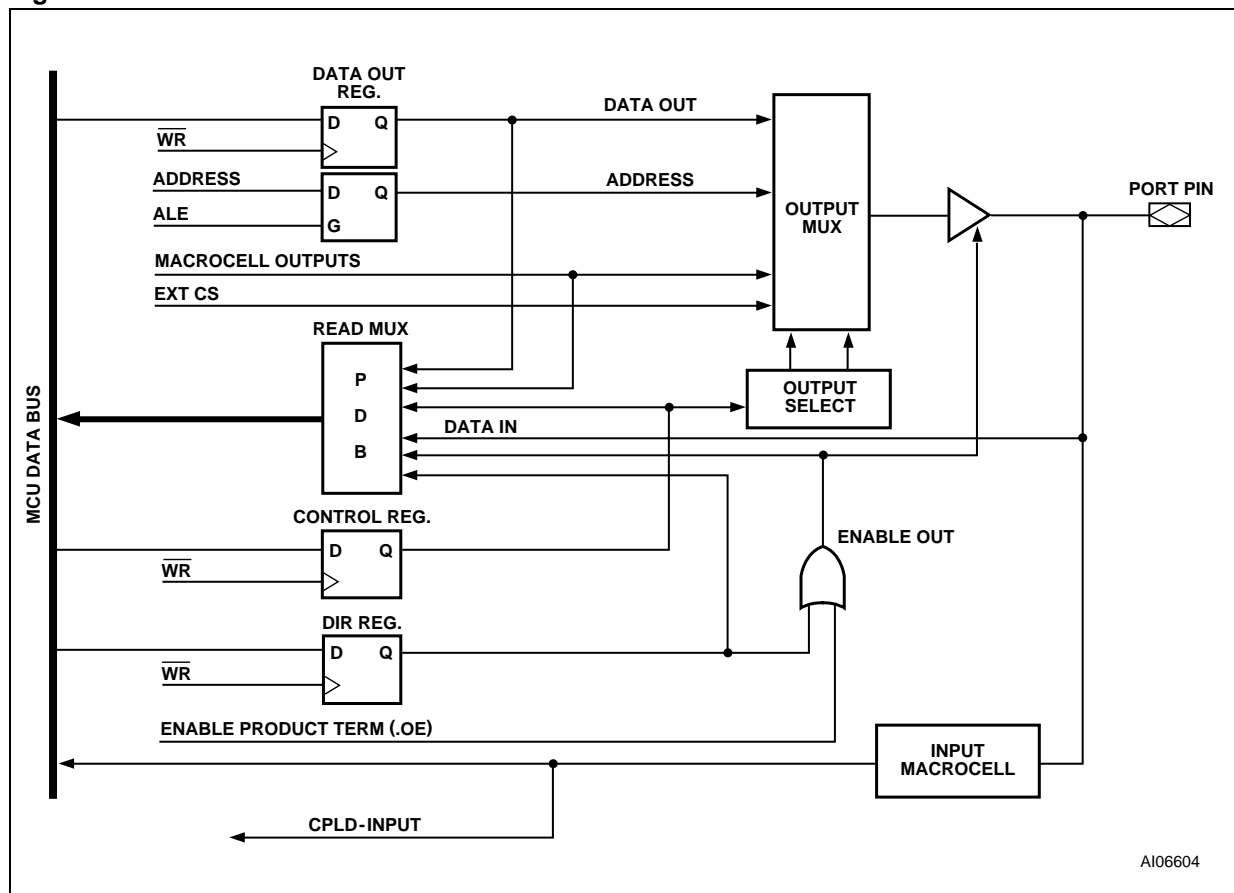 DATA OUT
REG.
D Q
WR
DATA OUT
ADDRESS
D Q
ADDRESS
ALE
G
OUTPUT
MUX
PORT PIN
MACROCELL OUTPUTS
EXT CS
READ MUX
P
D
B
OUTPUT
SELECT
DATA IN
MCU DATA BUS
CONTROL REG.
D Q
WR
ENABLE OUT
DIR REG.
D Q
WR
ENABLE PRODUCT TERM (.OE)
INPUT
MACROCELL
CPLD-INPUT
AI06604